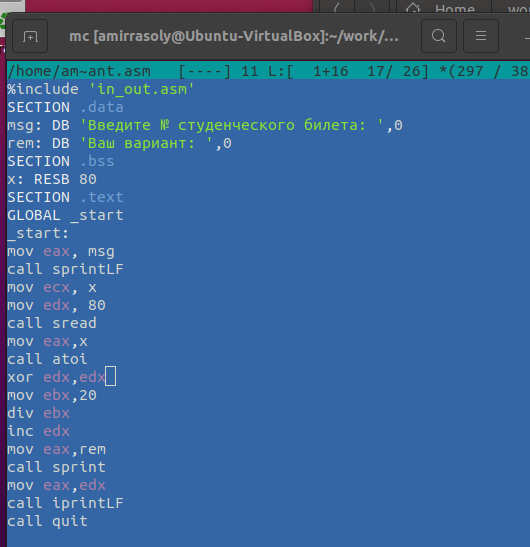 Home
wor
mc [amirrasoly@Ubuntu-VirtualBox]:~/work/...
/home/am~ant.asm [----] 11 L:[ 1+16 17/ 26] *(297 / 38
%include 'in_out.asm'
SECTION .data
msg: DB 'Введите № студенческого билета: ',0
rem: DB 'Ваш вариант: ',0
SECTION .bss
x: RESB 80
SECTION .text
GLOBAL _start
_start:
mov eax, msg
call sprintLF
mov ecx, x
mov edx, 80
call sread
mov eax,x
call atoi
xor edx,edx
mov ebx,20
div ebx
inc edx
mov eax,rem
call sprint
mov eax,edx
call iprintLF
call quit